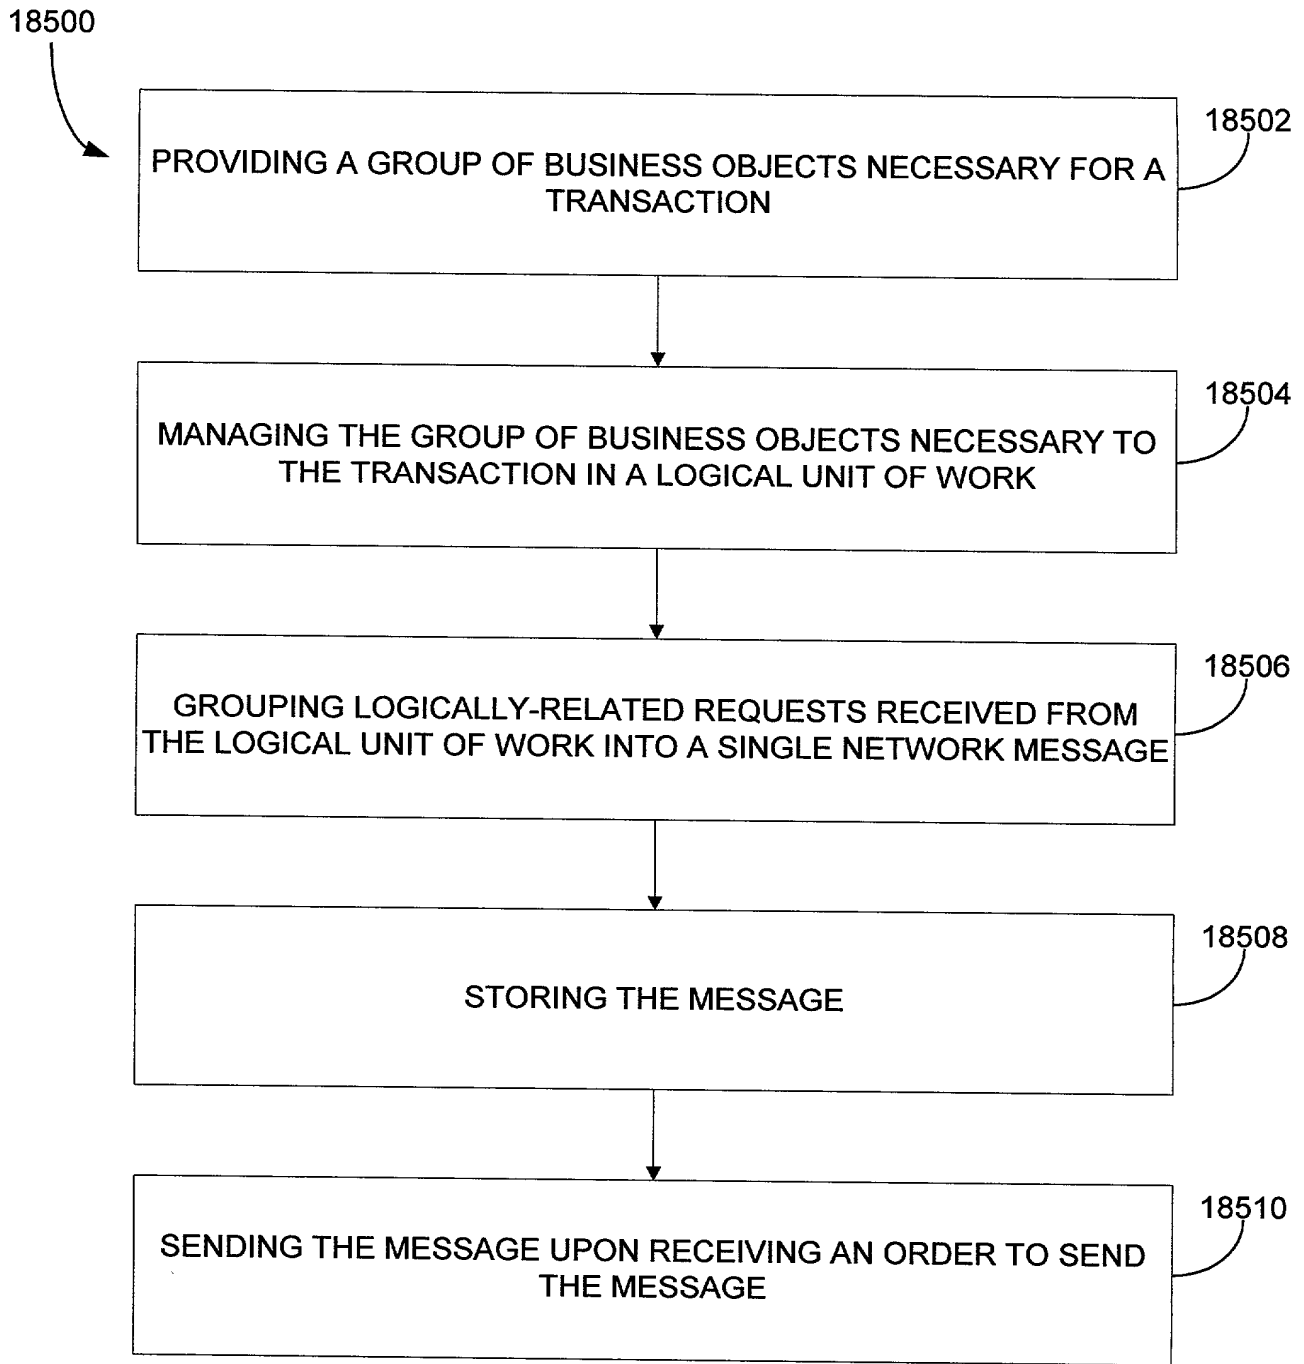 18500
18502
PROVIDING A GROUP OF BUSINESS OBJECTS NECESSARY FOR A
TRANSACTION
18504
MANAGING THE GROUP OF BUSINESS OBJECTS NECESSARY TO
THE TRANSACTION IN A LOGICAL UNIT OF WORK
18506
GROUPING LOGICALLY-RELATED REQUESTS RECEIVED FROM
THE LOGICAL UNIT OF WORK INTO A SINGLE NETWORK MESSAGE
18508
STORING THE MESSAGE
18510
SENDING THE MESSAGE UPON RECEIVING AN ORDER TO SEND
THE MESSAGE